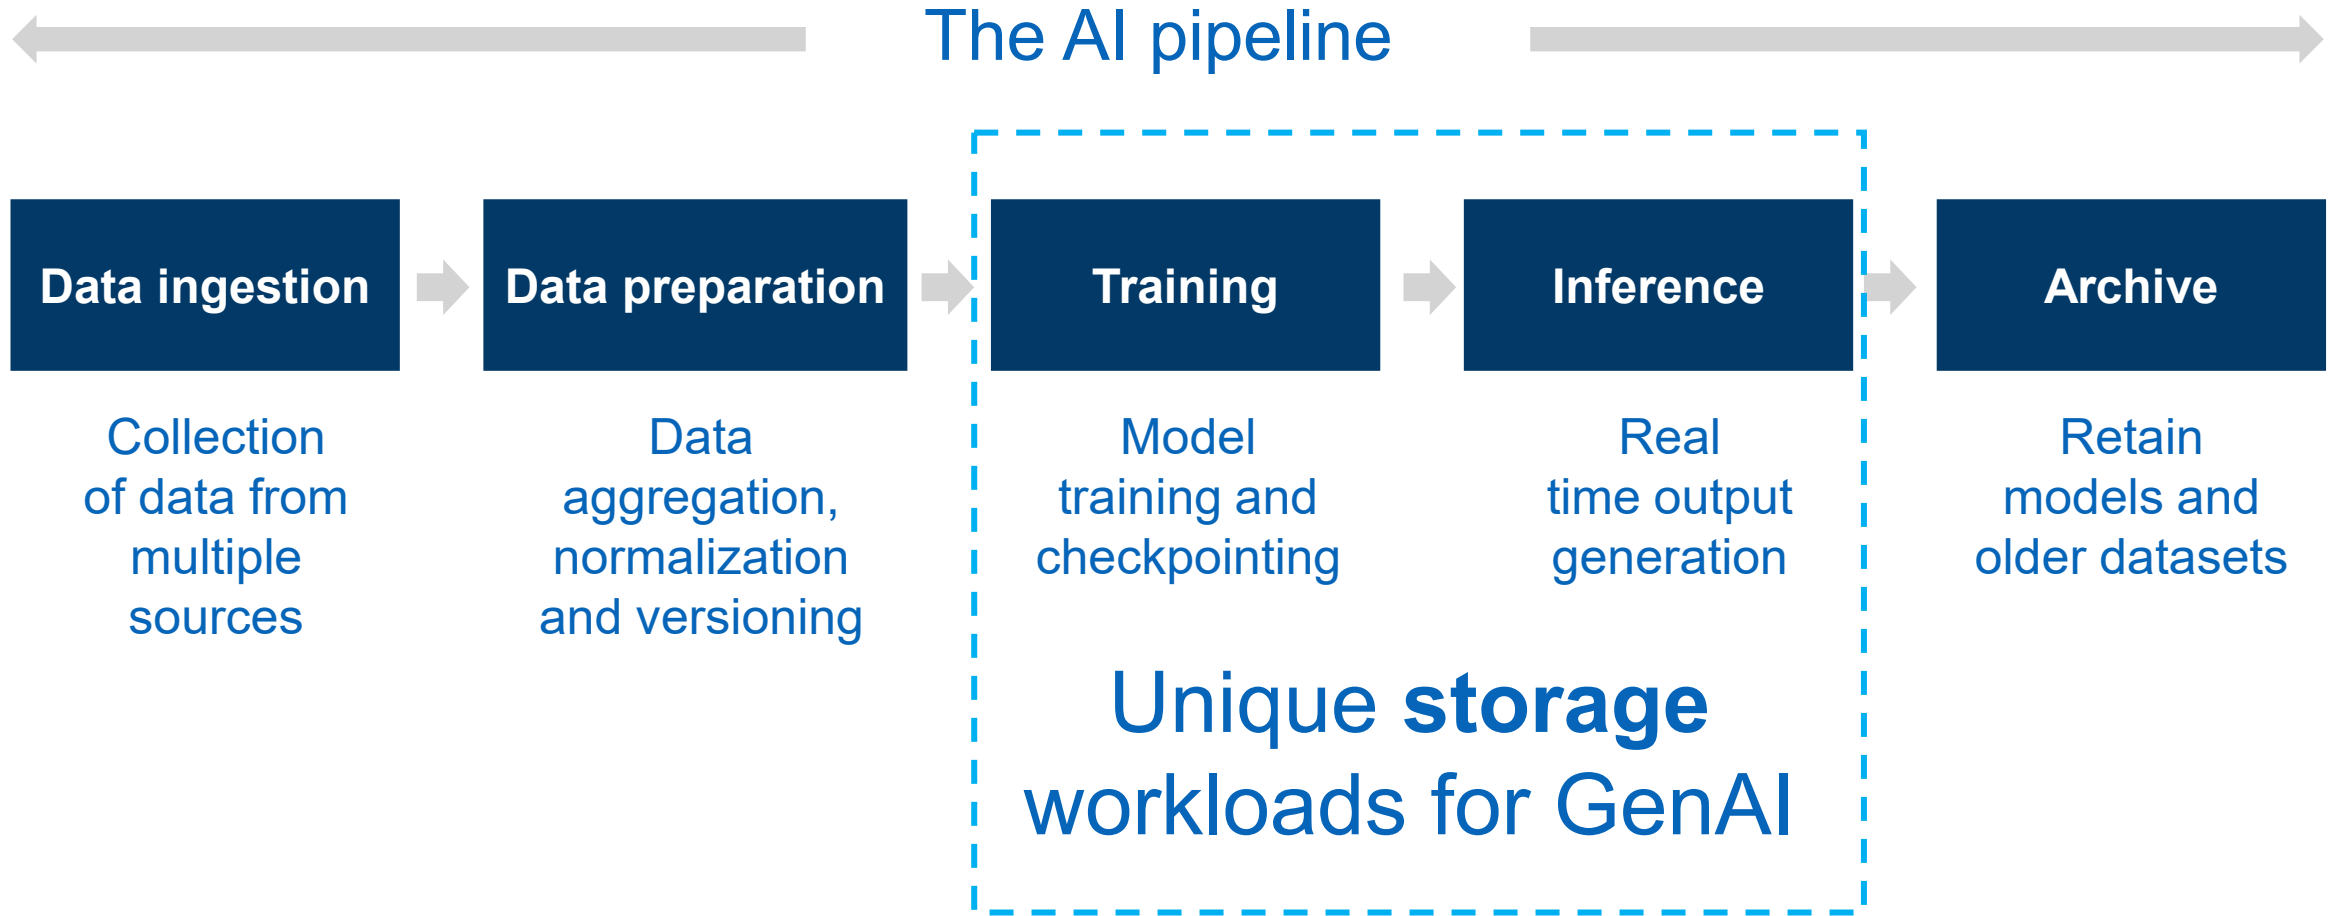 The AI pipeline
Data ingestion
Data preparation
Training
Inference
Archive
Collection
of data from
multiple
sources
Data
aggregation,
normalization
and versioning
Model
training and
checkpointing
Real
time output
generation
Retain
models and
older datasets
Unique storage
workloads for GenAI